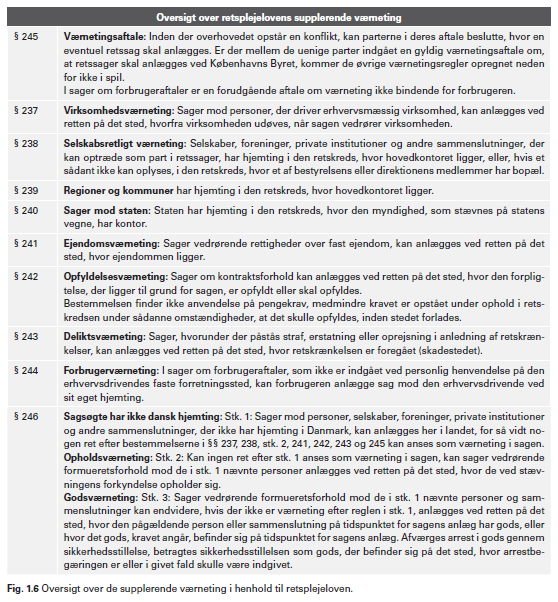 Oversigt over retsplejelovens supplerende værneting
§ 245 Værnetingsaftale: Inden der overhovedet opstår en konflikt, kan parterne i deres aftale beslutte, hvor en
eventuel retssag skal anlægges. Er der mellem de uenige parter indgået en gyldig værnetingsaftale om,
at retssager skal anlægges ved Københavns Byret, kommer de øvrige værnetingsregler opregnet neden
for ikke i spil.
I sager om forbrugeraftaler er en forudgående aftale om værneting ikke bindende for forbrugeren.
§ 237 Virksomhedsværneting: Sager mod personer, der driver erhvervsmæssig virksomhed, kan anlægges ved
retten på det sted, hvorfra virksomheden udøves, når sagen vedrører virksomheden.
§ 238 Selskabsretligt værneting: Selskaber, foreninger, private institutioner og andre sammenslutninger, der
kan optræde som part i retssager, har hjemting i den retskreds, hvor hovedkontoret ligger, eller, hvis et
sådant ikke kan oplyses, i den retskreds, hvor et af bestyrelsens eller direktionens medlemmer har bopæl.
§ 239 Regioner og kommuner har hjemting i den retskreds, hvor hovedkontoret ligger.
§ 240 Sager mod staten: Staten har hjemting i den retskreds, hvor den myndighed, som stævnes på statens
vegne, har kontor.
§ 241 Ejendomsværneting: Sager vedrørende rettigheder over fast ejendom, kan anlægges ved retten på det
sted, hvor ejendommen ligger.
§ 242 Opfyldelsesværneting: Sager om kontraktsforhold kan anlægges ved retten på det sted, hvor den forplig-
telse, der ligger til grund for sagen, er opfyldt eller skal opfyldes.
Bestemmelsen finder ikke anvendelse på pengekrav, medmindre kravet er opstået under ophold i rets-
kredsen under sådanne omstændigheder, at det skulle opfyldes, inden stedet forlades.
§ 243 Deliktsværneting: Sager, hvorunder der påstås straf, erstatning eller oprejsning i anledning af retskræn-
kelser, kan anlægges ved retten på det sted, hvor retskrænkelsen er foregået (skadestedet).
§ 244 Forbrugerværneting: I sager om forbrugeraftaler, som ikke er indgået ved personlig henvendelse på den
erhvervsdrivendes faste forretningssted, kan forbrugeren anlægge sag mod den erhvervsdrivende ved
sit eget hjemting.
§ 246 Sagsøgte har ikke dansk hjemting: Stk. 1: Sager mod personer, selskaber, foreninger, private institutioner
og andre sammenslutninger, der ikke har hjemting i Danmark, kan anlægges her i landet, for så vidt no-
gen ret efter bestemmelserne i §§ 237, 238, stk. 2, 241, 242, 243 og 245 kan anses som værneting i sagen.
Opholdsværneting: Stk. 2: Kan ingen ret efter stk. 1 anses som værneting i sagen, kan sager vedrørende
formueretsforhold mod de i stk. 1 nævnte personer anlægges ved retten på det sted, hvor de ved stæv-
ningens forkyndelse opholder sig.
Godsværneting: Stk. 3: Sager vedrørende formueretsforhold mod de i stk. 1 nævnte personer og sam-
menslutninger kan endvidere, hvis der ikke er værneting efter reglen i stk. 1, anlægges ved retten på det
sted, hvor den pågældende person eller sammenslutning på tidspunktet for sagens anlæg har gods, eller
hvor det gods, kravet angår, befinder sig på tidspunktet for sagens anlæg. Afværges arrest i gods gennem
sikkerhedsstillelse, betragtes sikkerhedsstillelsen som gods, der befinder sig på det sted, hvor arrestbe-
gæringen er eller i givet fald skulle være indgivet.
Fig. 1.6 Oversigt over de supplerende værneting i henhold til retsplejeloven.